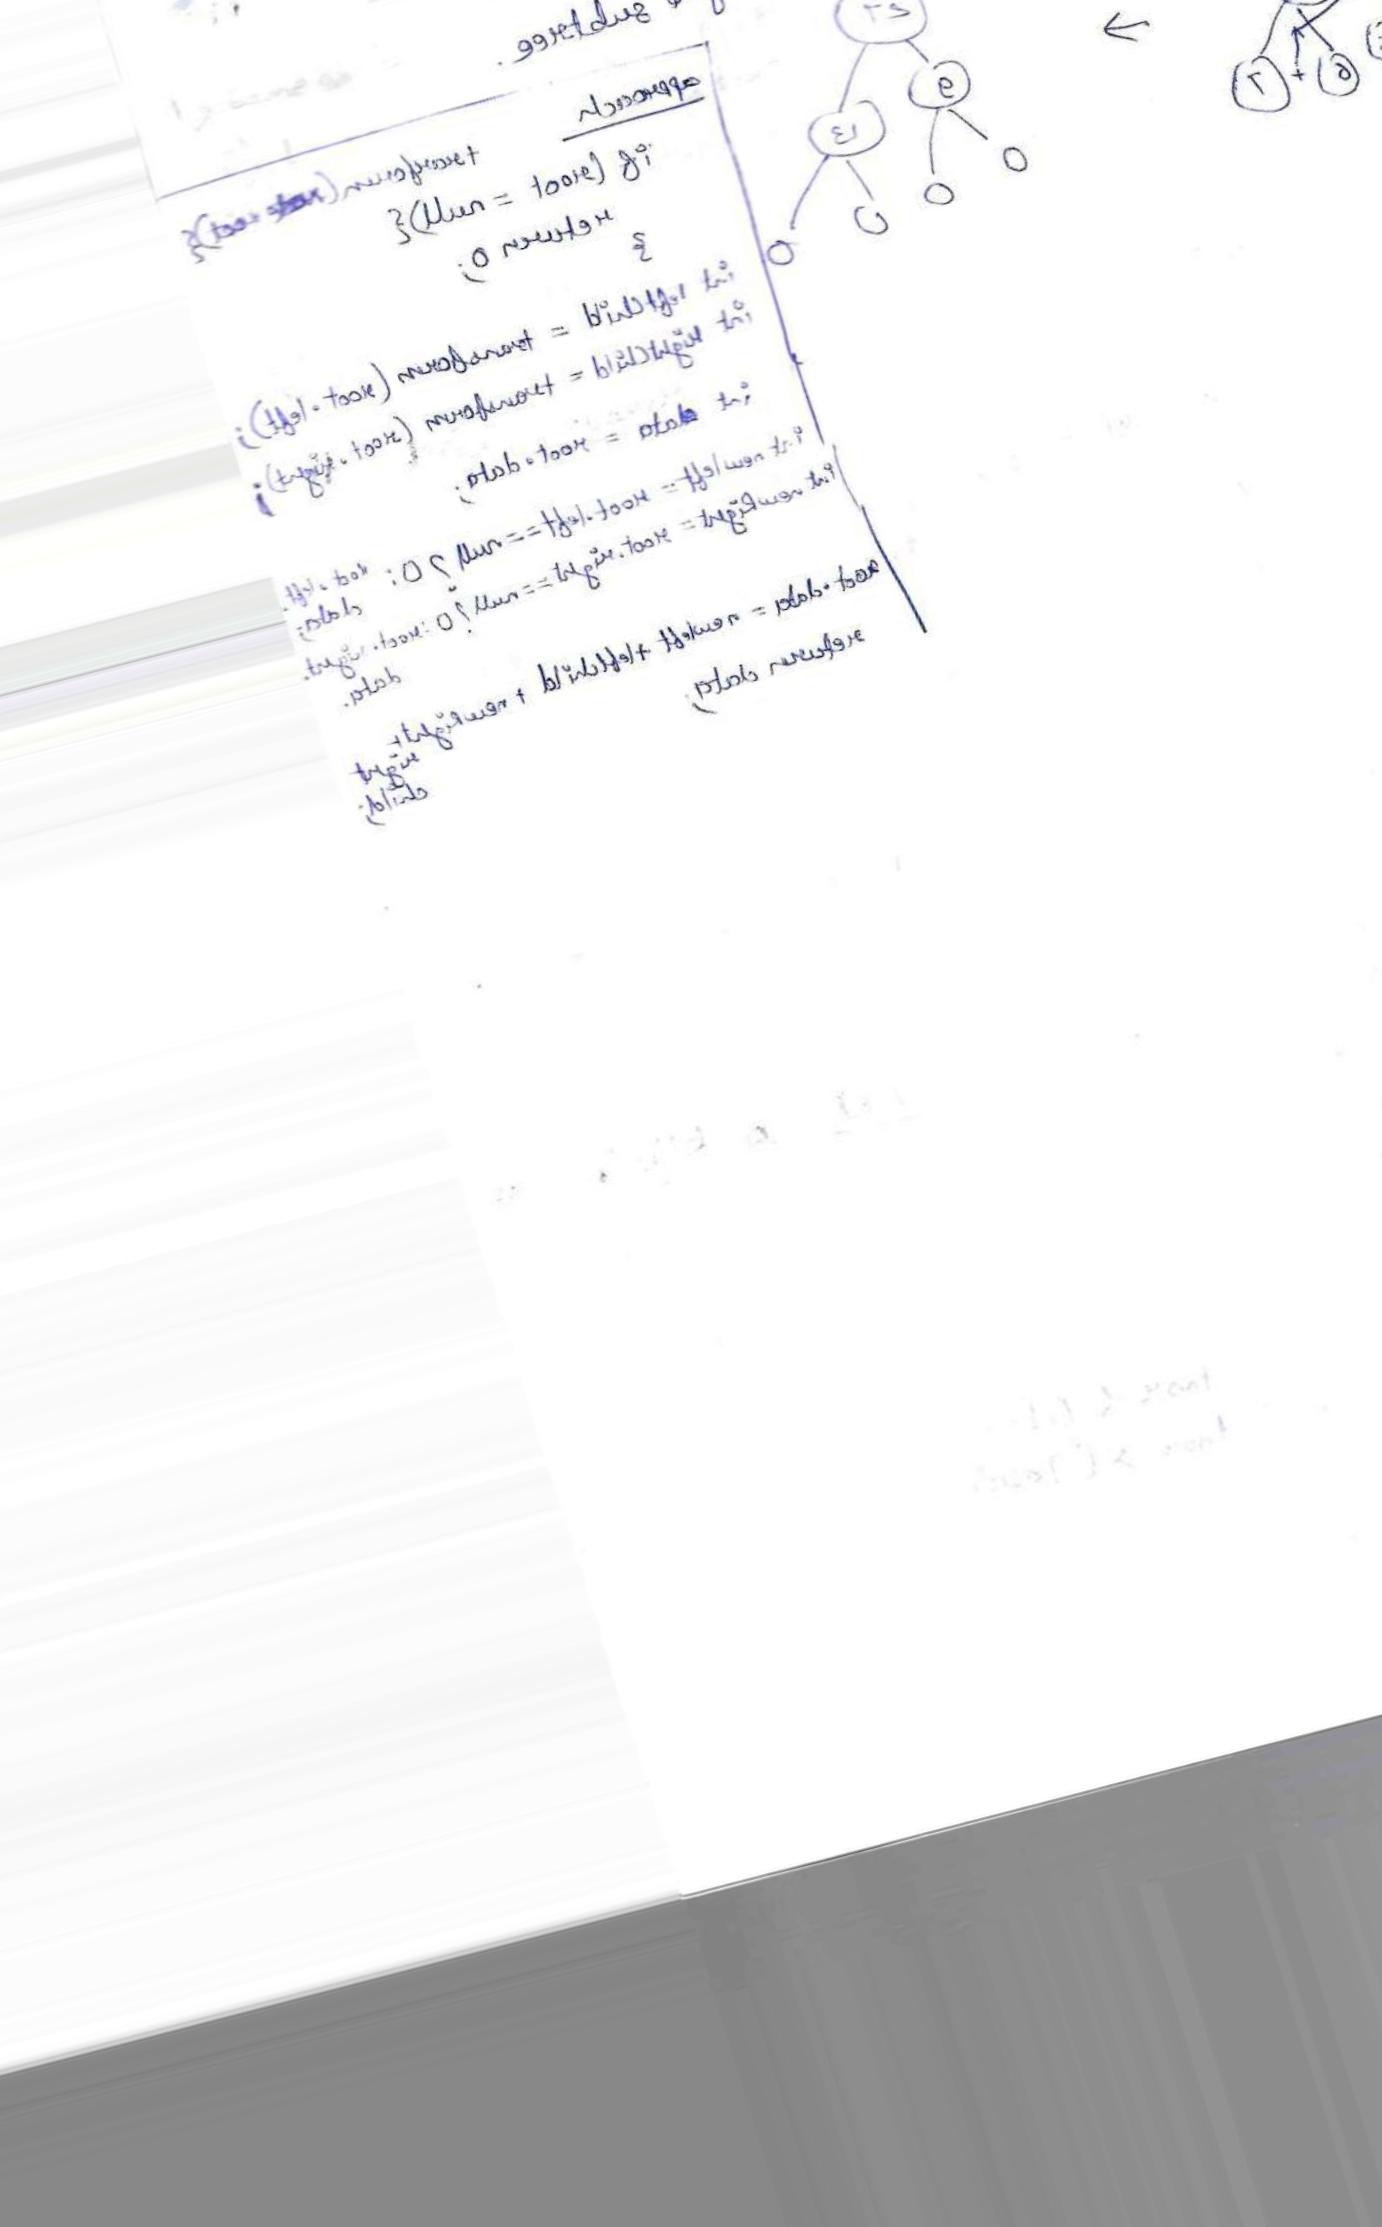 subtree.
approach
transform(root){
if (root = null){
return 0;
}
int leftChild = transform (root.left);
int RightChild = transform (root.right);
int data = root.data;
int newleft = root.left == null ? 0 : root.left.
data;
int newRight = root.right == null ? 0 : root.right.
data.
root.data = newleft + leftChild + newRight+
right
child;
return data;
27
13
9
0
0
0
0
←
7 + 6